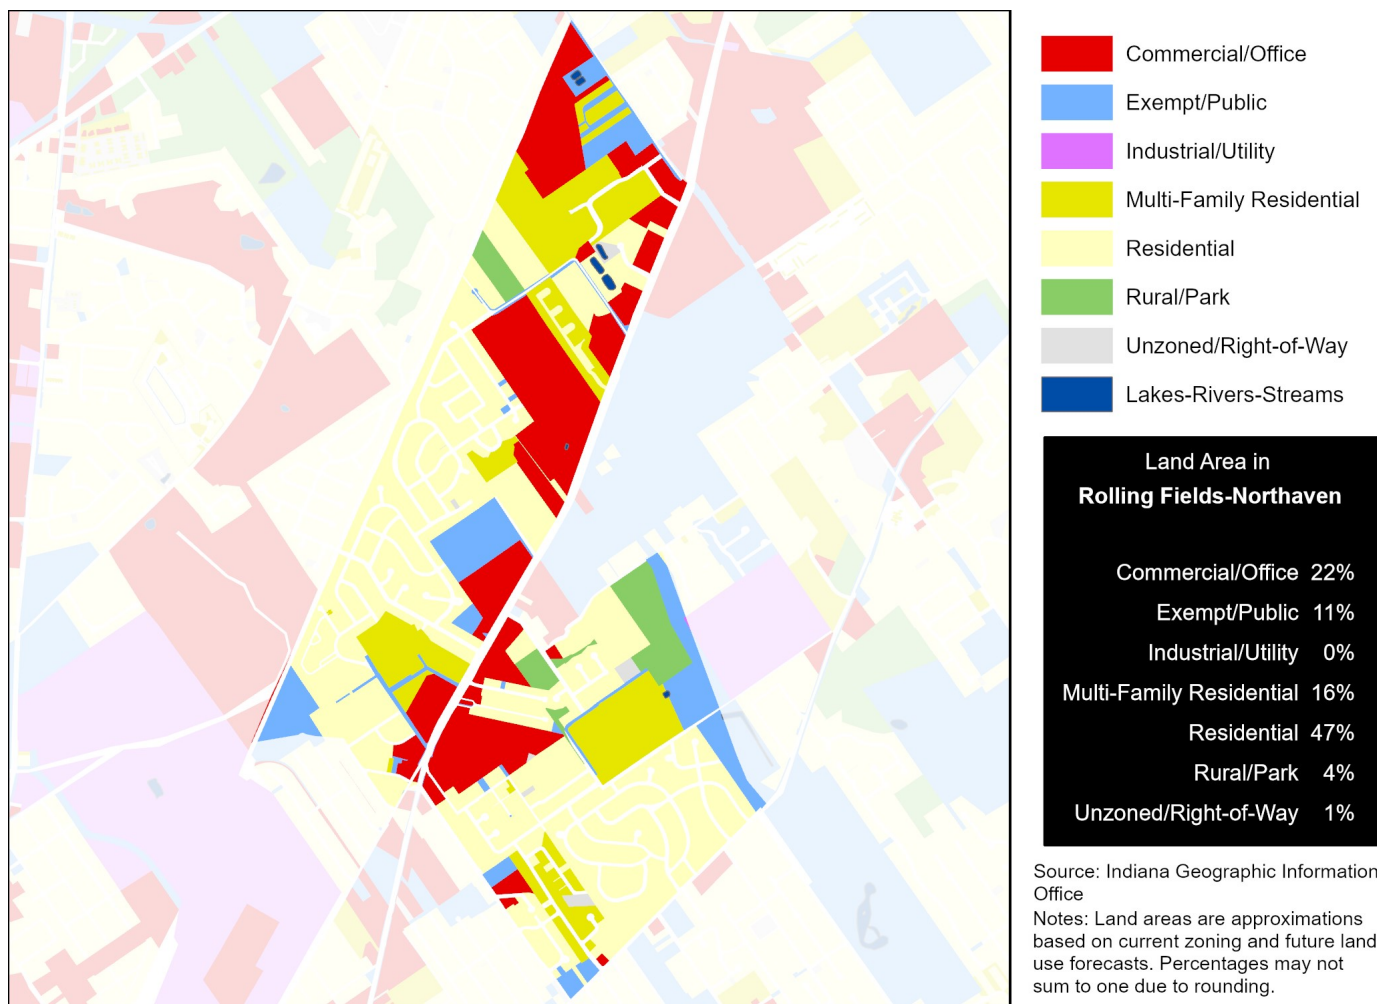 Commercial/Office
Exempt/Public
Industrial/Utility
Multi-Family Residential
Residential
Rural/Park
Unzoned/Right-of-Way
Lakes-Rivers-Streams
Land Area in
Rolling Fields-Northaven
Commercial/Office 22%
Exempt/Public 11%
Industrial/Utility 0%
Multi-Family Residential 16%
Residential 47%
Rural/Park 4%
Unzoned/Right-of-Way 1%
Source: Indiana Geographic Information
Office
Notes: Land areas are approximations
based on current zoning and future land
use forecasts. Percentages may not
sum to one due to rounding.